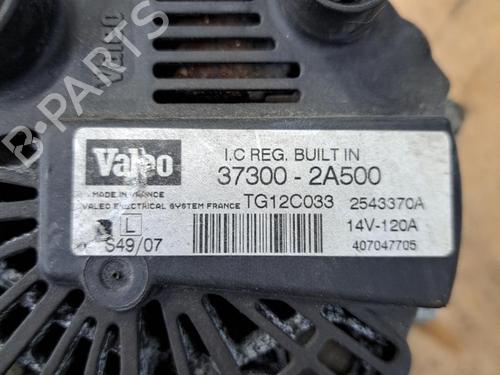 B-PARTS
Valeo
Valeo
I.C REG. BUILT IN
37300 - 2A500
MADE IN FRANCE
VALEO ELECTRICAL SYSTEM FRANCE TG12C033 2543370A
L
14V-120A
S49/07
407047705